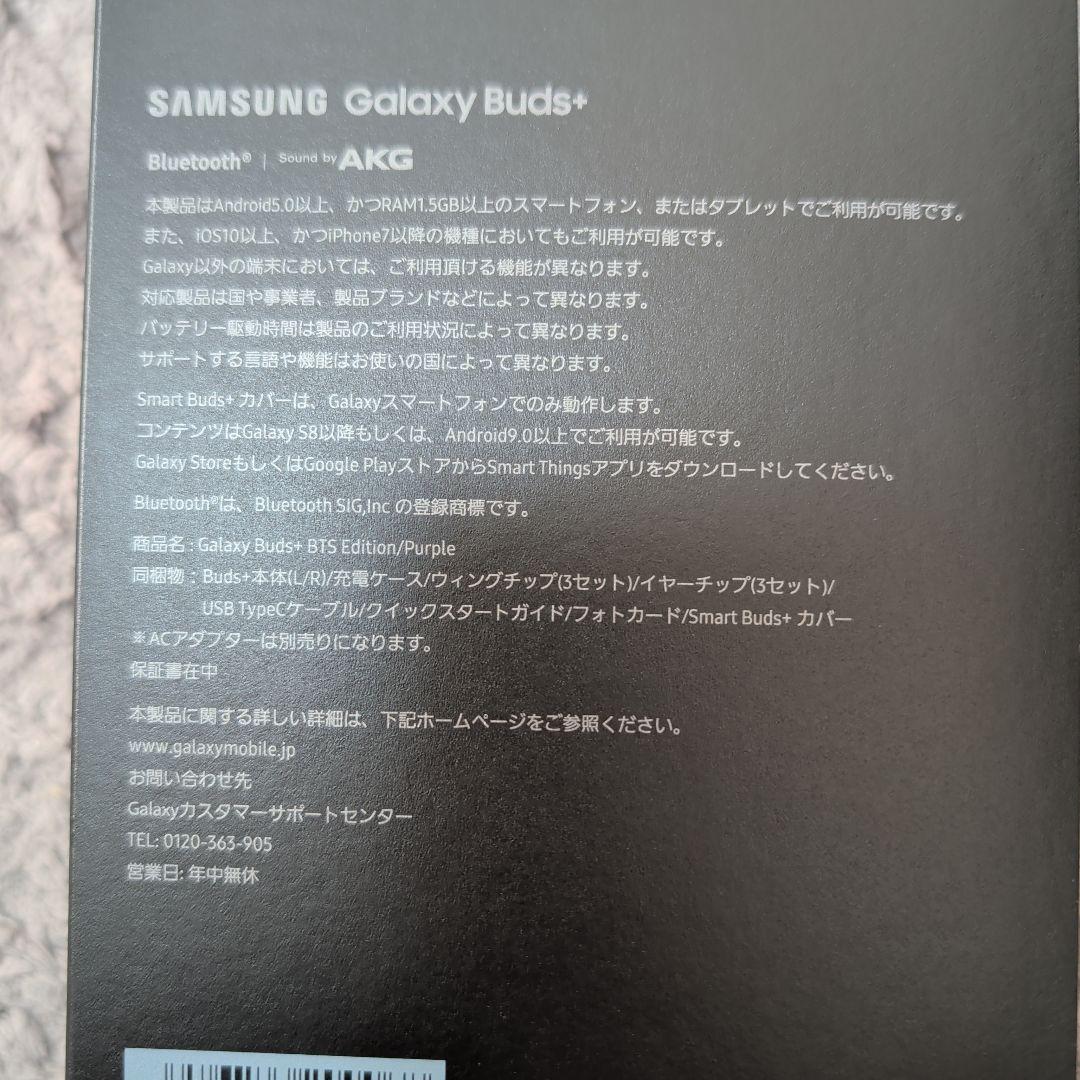 SAMSUNG Galaxy Buds+
Bluetooth® | Sound by AKG
本製品はAndroid5.0以上、かつRAM1.5GB以上のスマートフォン、またはタブレットでご利用が可能です。
また、iOS10以上、かつiPhone7以降の機種においてもご利用が可能です。
Galaxy以外の端末においては、ご利用頂ける機能が異なります。
対応製品は国や事業者、製品ブランドなどによって異なります。
バッテリー駆動時間は製品のご利用状況によって異なります。
サポートする言語や機能はお使いの国によって異なります。
Smart Buds+ カバーは、Galaxyスマートフォンでのみ動作します。
コンテンツはGalaxy S8以降もしくは、Android9.0以上でご利用が可能です。
Galaxy StoreもしくはGoogle PlayストアからSmart Thingsアプリをダウンロードしてください。
Bluetooth®は、Bluetooth SIG,Inc の登録商標です。
商品名 : Galaxy Buds+ BTS Edition/Purple
同梱物 : Buds+本体(L/R)/充電ケース/ウィングチップ(3セット)/イヤーチップ(3セット)/
USB TypeCケーブル/クイックスタートガイド/フォトカード/Smart Buds+ カバー
※ ACアダプターは別売りになります。
保証書在中
本製品に関する詳しい詳細は、下記ホームページをご参照ください。
www.galaxymobile.jp
お問い合わせ先
Galaxyカスタマーサポートセンター
TEL: 0120-363-905
営業日: 年中無休